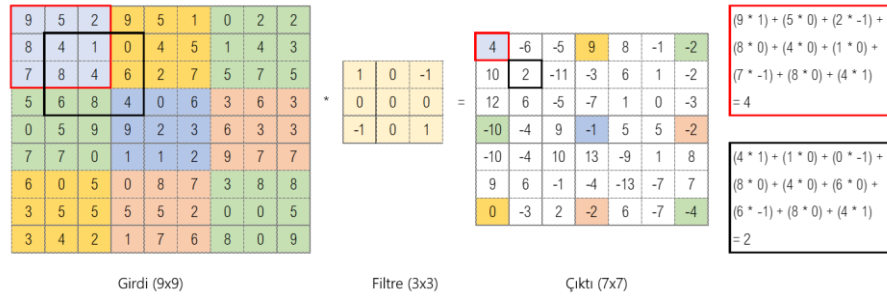 9 5 2 9 5 1 0 2 2
8 4 1 0 4 5 1 4 3
7 8 4 6 2 7 5 7 5
5 6 8 4 0 6 3 6 3
0 5 9 9 2 3 6 3 3
7 7 0 1 1 2 9 7 7
6 0 5 0 8 7 3 8 8
3 5 5 5 5 2 0 0 5
3 4 2 1 7 6 8 0 9
*
1 0 -1
0 0 0
-1 0 1
=
4 -6 -5 9 8 -1 -2
10 2 -11 -3 6 1 -2
12 6 -5 -7 1 0 -3
-10 -4 9 -1 5 5 -2
-10 -4 10 13 -9 1 8
9 6 -1 -4 -13 -7 7
0 -3 2 -2 6 -7 -4
(9 * 1) + (5 * 0) + (2 * -1) +
(8 * 0) + (4 * 0) + (1 * 0) +
(7 * -1) + (8 * 0) + (4 * 1)
= 4
(4 * 1) + (1 * 0) + (0 * -1) +
(8 * 0) + (4 * 0) + (6 * 0) +
(6 * -1) + (8 * 0) + (4 * 1)
= 2
Girdi (9x9)
Filtre (3x3)
Çıktı (7x7)